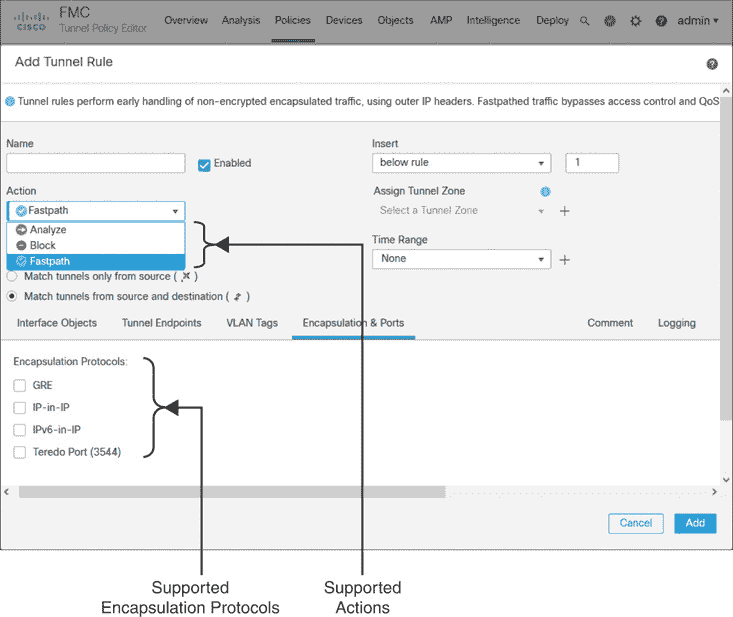 CISCO
FMC
Tunnel Policy Editor
Overview
Analysis
Policies
Devices
Objects
AMP
Intelligence
Deploy
admin
Add Tunnel Rule
Tunnel rules perform early handling of non-encrypted encapsulated traffic, using outer IP headers. Fastpathed traffic bypasses access control and QoS
Name
Enabled
Insert
below rule
1
Action
Fastpath
Analyze
Block
Fastpath
Assign Tunnel Zone
Select a Tunnel Zone
Time Range
None
Match tunnels only from source ( )
Match tunnels from source and destination ( )
Interface Objects
Tunnel Endpoints
VLAN Tags
Encapsulation & Ports
Comment
Logging
Encapsulation Protocols:
GRE
IP-in-IP
IPv6-in-IP
Teredo Port (3544)
Cancel
Add
Supported
Encapsulation Protocols
Supported
Actions